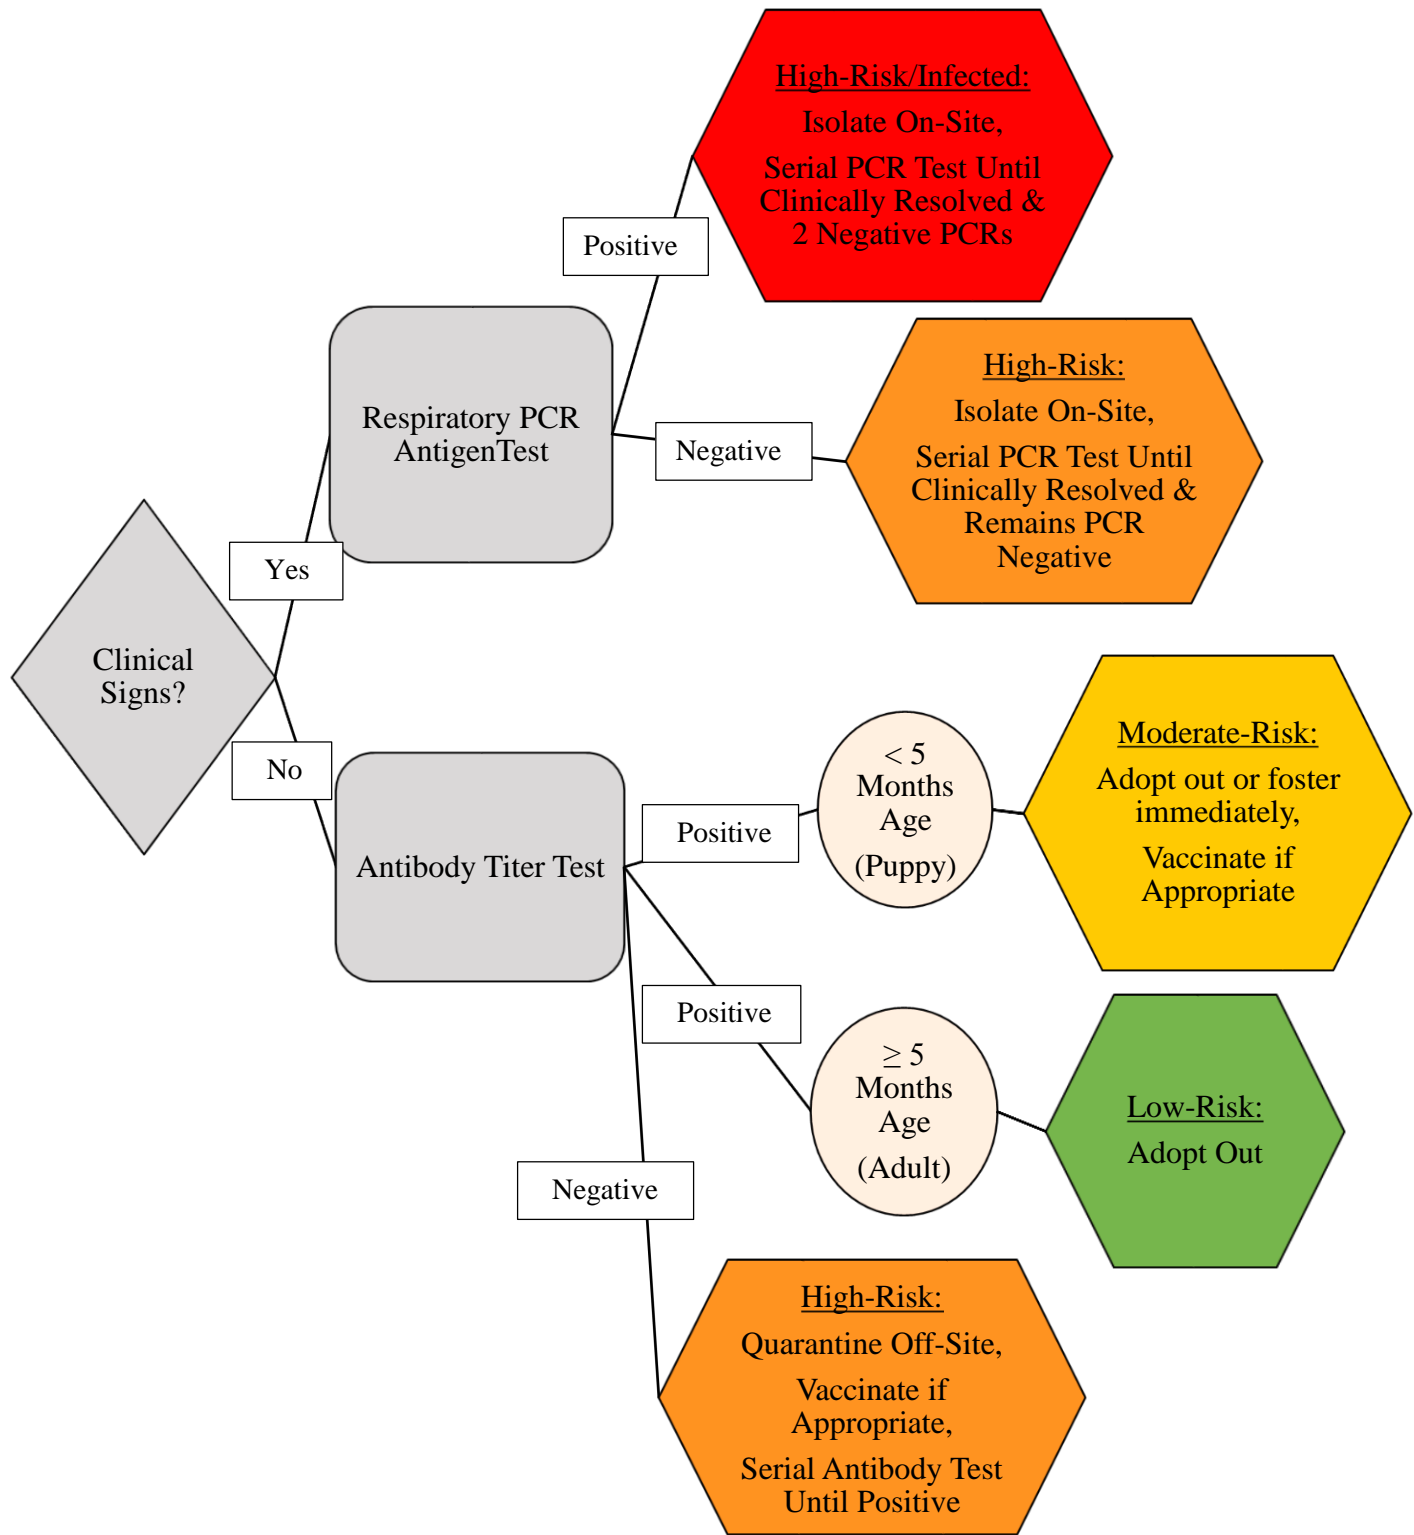 High-Risk/Infected:
Isolate On-Site,
Serial PCR Test Until
Clinically Resolved &
2 Negative PCRs
Positive
High-Risk:
Isolate On-Site,
Serial PCR Test Until
Clinically Resolved &
Remains PCR
Negative
Respiratory PCR
AntigenTest
Negative
Yes
Clinical
Signs?
No
Antibody Titer Test
Positive
< 5
Months
Age
(Puppy)
Moderate-Risk:
Adopt out or foster
immediately,
Vaccinate if
Appropriate
Positive
≥ 5
Months
Age
(Adult)
Low-Risk:
Adopt Out
Negative
High-Risk:
Quarantine Off-Site,
Vaccinate if
Appropriate,
Serial Antibody Test
Until Positive